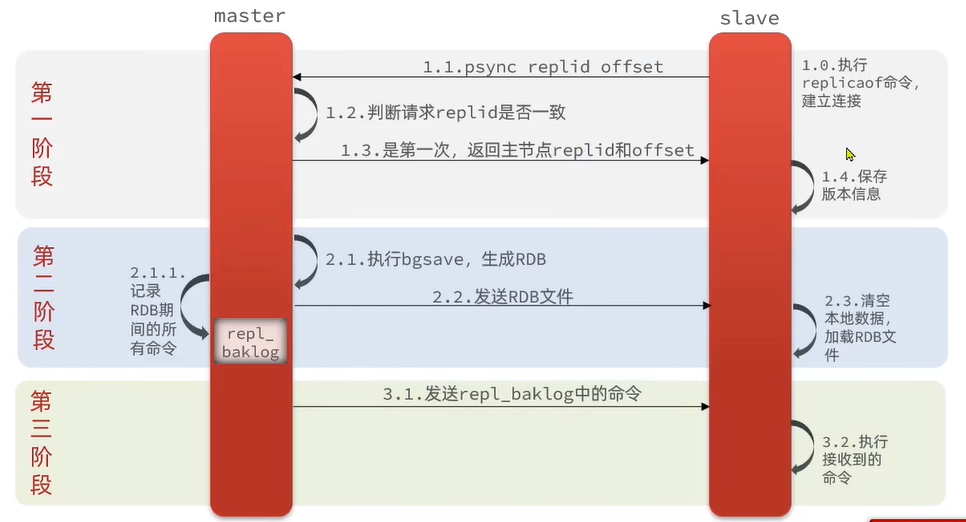 master
slave
第一阶段
1.0.执行
replicaof命令，
建立连接
1.1.psync replid offset
1.2.判断请求replid是否一致
1.3.是第一次，返回主节点replid和offset
1.4.保存
版本信息
第二阶段
2.1.执行bgsave，生成RDB
2.1.1.
记录
RDB期
间的所
有命令
repl_
baklog
2.2.发送RDB文件
2.3.清空
本地数据，
加载RDB文
件
第三阶段
3.1.发送repl_baklog中的命令
3.2.执行
接收到的
命令